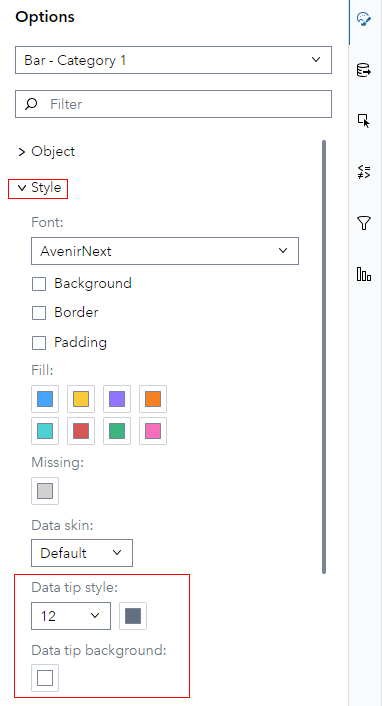 Options
Bar - Category 1
Filter
Object
Style
Font:
AvenirNext
Background
Border
Padding
Fill:
Missing:
Data skin:
Default
Data tip style:
12
Data tip background: